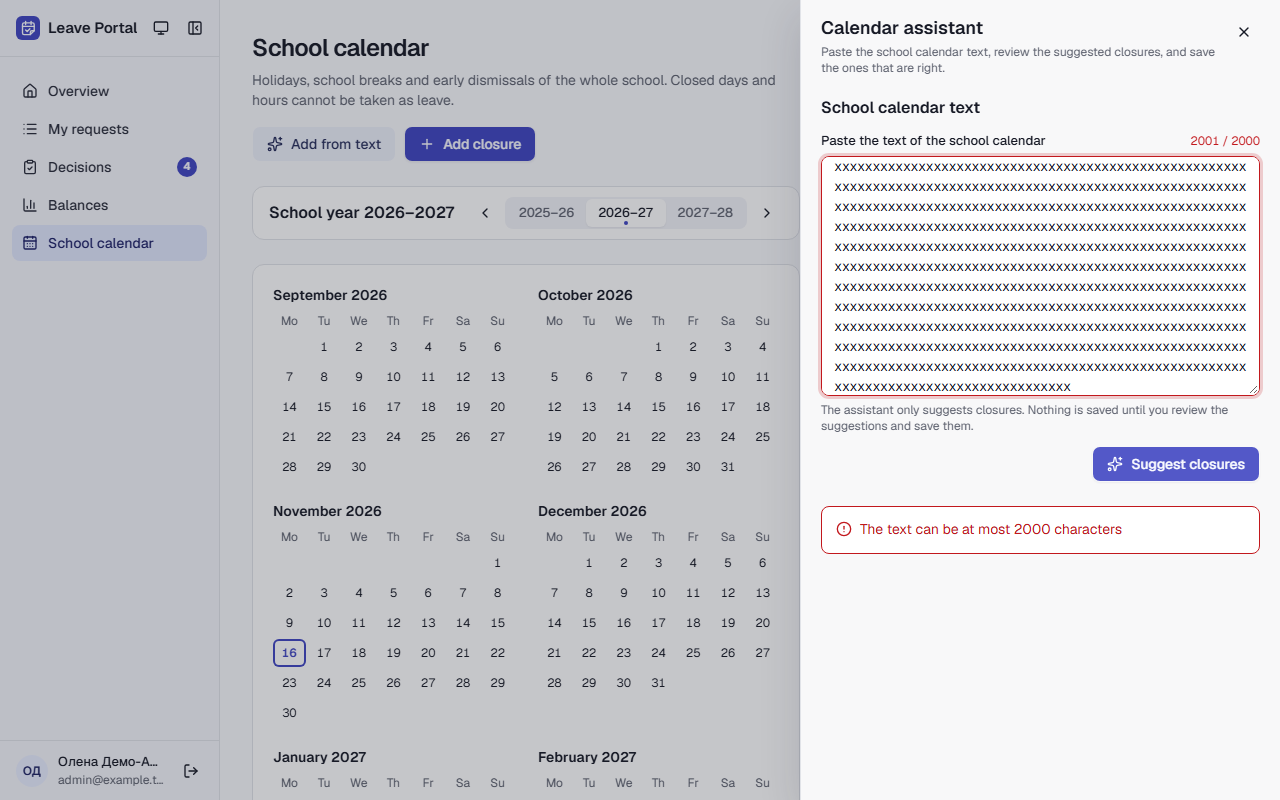 Leave Portal
Overview
My requests
Decisions 4
Balances
School calendar
ОД
Олена Демо-А...
admin@example.t...
School calendar
Holidays, school breaks and early dismissals of the whole school. Closed days and
hours cannot be taken as leave.
Add from text
Add closure
School year 2026–2027
2025–26 2026–27 2027–28
September 2026
Mo Tu We Th Fr Sa Su
1 2 3 4 5 6
7 8 9 10 11 12 13
14 15 16 17 18 19 20
21 22 23 24 25 26 27
28 29 30
October 2026
Mo Tu We Th Fr Sa Su
1 2 3 4
5 6 7 8 9 10 11
12 13 14 15 16 17 18
19 20 21 22 23 24 25
26 27 28 29 30 31
November 2026
Mo Tu We Th Fr Sa Su
1
2 3 4 5 6 7 8
9 10 11 12 13 14 15
16 17 18 19 20 21 22
23 24 25 26 27 28 29
30
December 2026
Mo Tu We Th Fr Sa Su
1 2 3 4 5 6
7 8 9 10 11 12 13
14 15 16 17 18 19 20
21 22 23 24 25 26 27
28 29 30 31
January 2027
Mo Tu We Th Fr Sa Su
February 2027
Mo Tu We Th Fr Sa Su
Calendar assistant
Paste the school calendar text, review the suggested closures, and save
the ones that are right.
School calendar text
Paste the text of the school calendar
2001 / 2000
xxxxxxxxxxxxxxxxxxxxxxxxxxxxxxxxxxxxxxxxxxxxxxxxxxxxxx
xxxxxxxxxxxxxxxxxxxxxxxxxxxxxxxxxxxxxxxxxxxxxxxxxxxxxx
xxxxxxxxxxxxxxxxxxxxxxxxxxxxxxxxxxxxxxxxxxxxxxxxxxxxxx
xxxxxxxxxxxxxxxxxxxxxxxxxxxxxxxxxxxxxxxxxxxxxxxxxxxxxx
xxxxxxxxxxxxxxxxxxxxxxxxxxxxxxxxxxxxxxxxxxxxxxxxxxxxxx
xxxxxxxxxxxxxxxxxxxxxxxxxxxxxxxxxxxxxxxxxxxxxxxxxxxxxx
xxxxxxxxxxxxxxxxxxxxxxxxxxxxxxxxxxxxxxxxxxxxxxxxxxxxxx
xxxxxxxxxxxxxxxxxxxxxxxxxxxxxxxxxxxxxxxxxxxxxxxxxxxxxx
xxxxxxxxxxxxxxxxxxxxxxxxxxxxxxxxxxxxxxxxxxxxxxxxxxxxxx
xxxxxxxxxxxxxxxxxxxxxxxxxxxxxxxxxxxxxxxxxxxxxxxxxxxxxx
xxxxxxxxxxxxxxxxxxxxxxxxxxxxxxxxxxxxxxxxxxxxxxxxxxxxxx
xxxxxxxxxxxxxxxxxxxxxxxxxxxxxxx
The assistant only suggests closures. Nothing is saved until you review the
suggestions and save them.
Suggest closures
The text can be at most 2000 characters